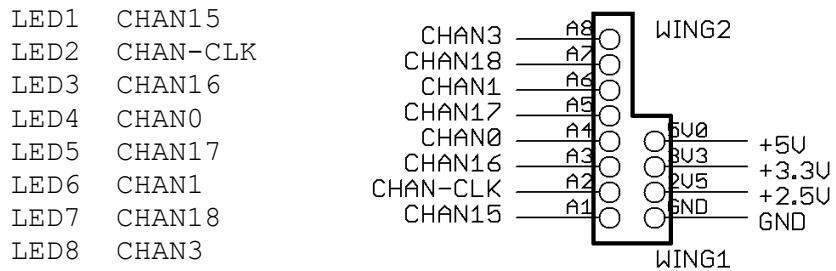 LED1 CHAN15
LED2 CHAN-CLK
LED3 CHAN16
LED4 CHAN0
LED5 CHAN17
LED6 CHAN1
LED7 CHAN18
LED8 CHAN3
WING2
CHAN3 A8
CHAN18 A7
CHAN1 A6
CHAN17 A5
CHAN0 A4 5V0 +5V
CHAN16 A3 3V3 +3.3V
CHAN-CLK A2 2V5 +2.5V
CHAN15 A1 GND GND
WING1